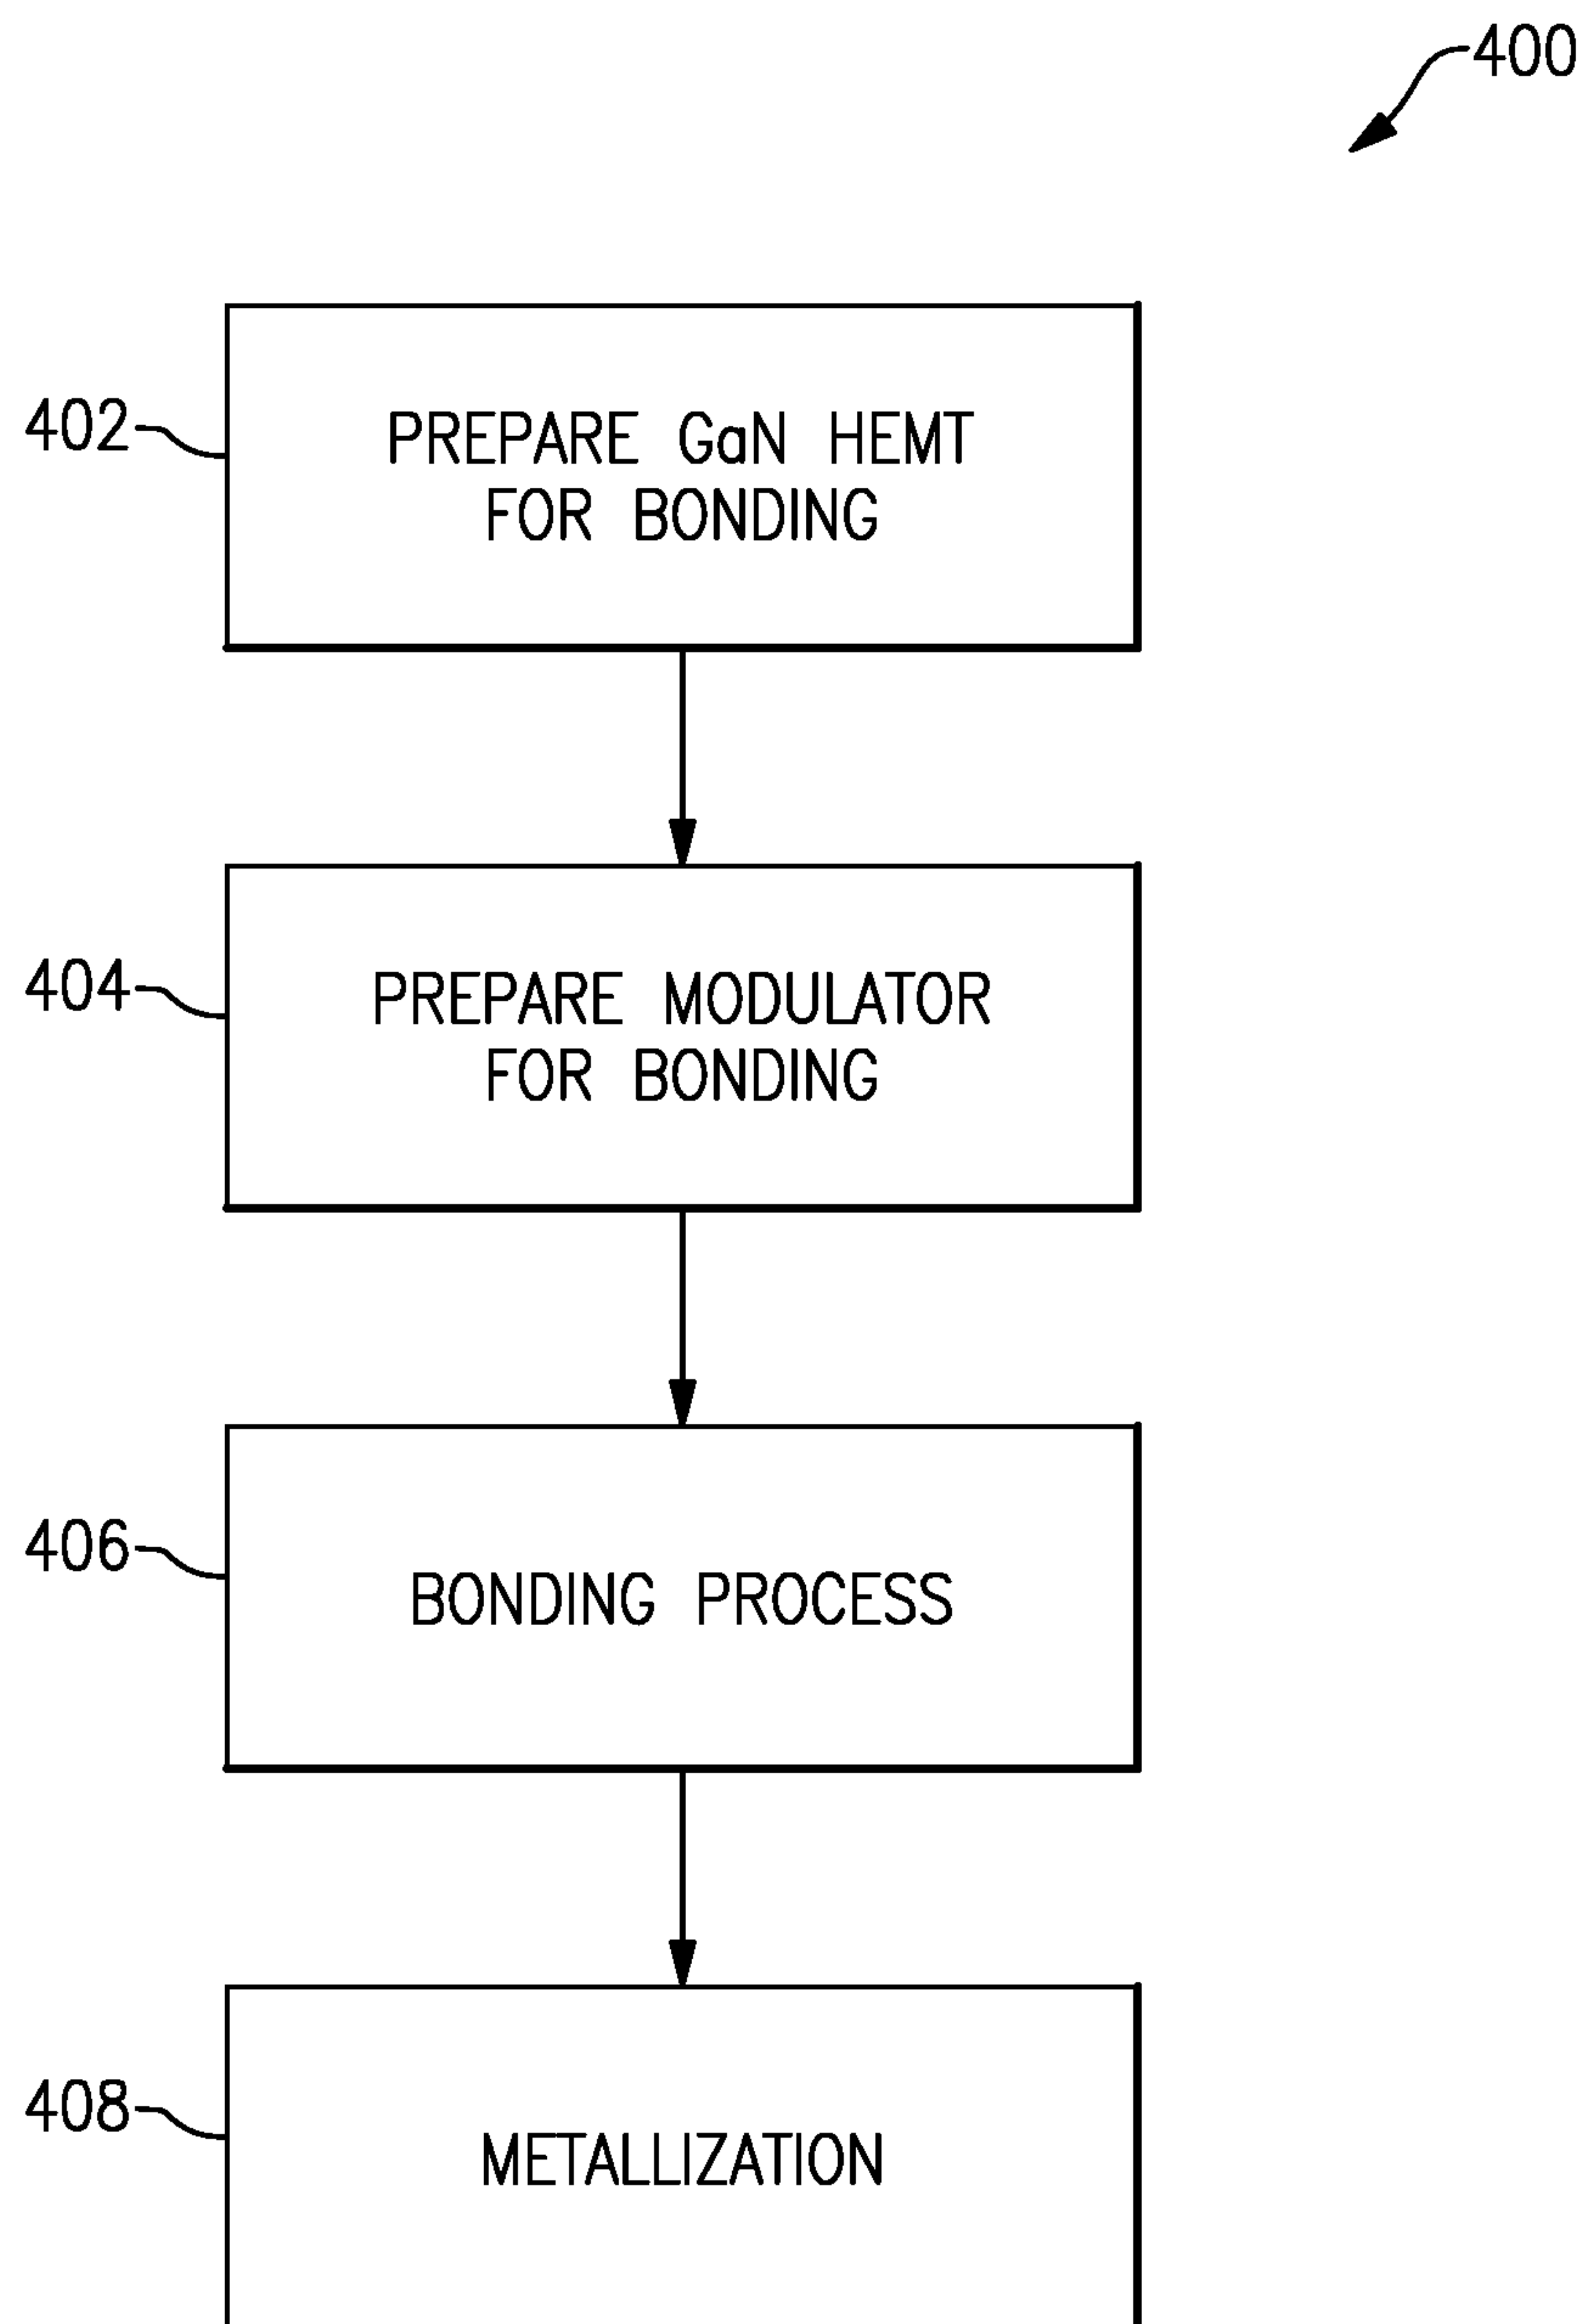 400
402
PREPARE GaN HEMT
FOR BONDING
404
PREPARE MODULATOR
FOR BONDING
406
BONDING PROCESS
408
METALLIZATION